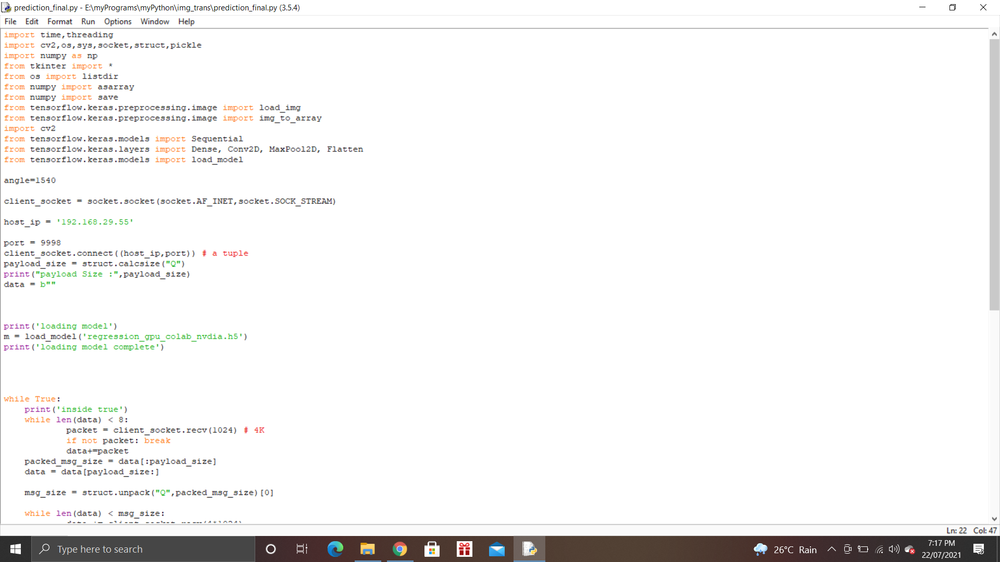 prediction_final.py - E:\myPrograms\myPython\img_trans\prediction_final.py (3.5.4)
File Edit Format Run Options Window Help
import time,threading
import cv2,os,sys,socket,struct,pickle
import numpy as np
from tkinter import *
from os import listdir
from numpy import asarray
from numpy import save
from tensorflow.keras.preprocessing.image import load_img
from tensorflow.keras.preprocessing.image import img_to_array
import cv2
from tensorflow.keras.models import Sequential
from tensorflow.keras.layers import Dense, Conv2D, MaxPool2D, Flatten
from tensorflow.keras.models import load_model
angle=1540
client_socket = socket.socket(socket.AF_INET,socket.SOCK_STREAM)
host_ip = '192.168.29.55'
port = 9998
client_socket.connect((host_ip,port)) # a tuple
payload_size = struct.calcsize("Q")
print("payload Size :",payload_size)
data = b""
print('loading model')
m = load_model('regression_gpu_colab_nvdia.h5')
print('loading model complete')
while True:
    print('inside true')
    while len(data) < 8:
            packet = client_socket.recv(1024) # 4K
            if not packet: break
            data+=packet
    packed_msg_size = data[:payload_size]
    data = data[payload_size:]
    msg_size = struct.unpack("Q",packed_msg_size)[0]
    while len(data) < msg_size:
            data += client_socket.recv(4*1024)
Ln: 22 Col: 47
Type here to search
26°C Rain
7:17 PM
22/07/2021